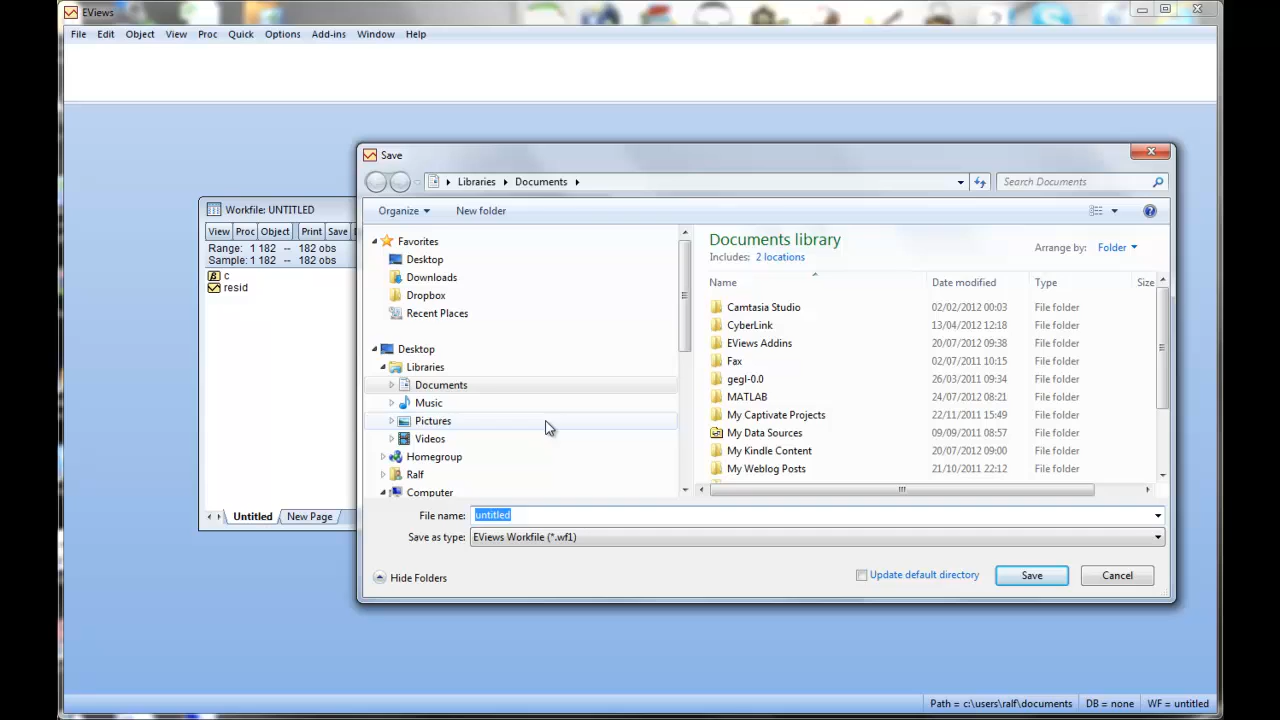 EViews
File Edit Object View Proc Quick Options Add-ins Window Help
Workfile: UNTITLED
View Proc Object Print Save
Range: 1 182 -- 182 obs
Sample: 1 182 -- 182 obs
c
resid
Untitled New Page
Save
Libraries Documents
Search Documents
Organize New folder
Favorites
Desktop
Downloads
Dropbox
Recent Places
Desktop
Libraries
Documents
Music
Pictures
Videos
Homegroup
Ralf
Computer
Documents library
Includes: 2 locations
Arrange by: Folder
Name Date modified Type Size
Camtasia Studio 02/02/2012 00:03 File folder
CyberLink 13/04/2012 12:18 File folder
EViews Addins 20/07/2012 09:38 File folder
Fax 02/07/2011 10:15 File folder
gegl-0.0 26/03/2011 09:34 File folder
MATLAB 24/07/2012 08:21 File folder
My Captivate Projects 22/11/2011 15:49 File folder
My Data Sources 09/09/2011 08:57 File folder
My Kindle Content 20/07/2012 09:00 File folder
My Weblog Posts 21/10/2011 22:12 File folder
File name: untitled
Save as type: EViews Workfile (*.wf1)
Hide Folders
Update default directory
Save Cancel
Path = c:\users\ralf\documents DB = none WF = untitled